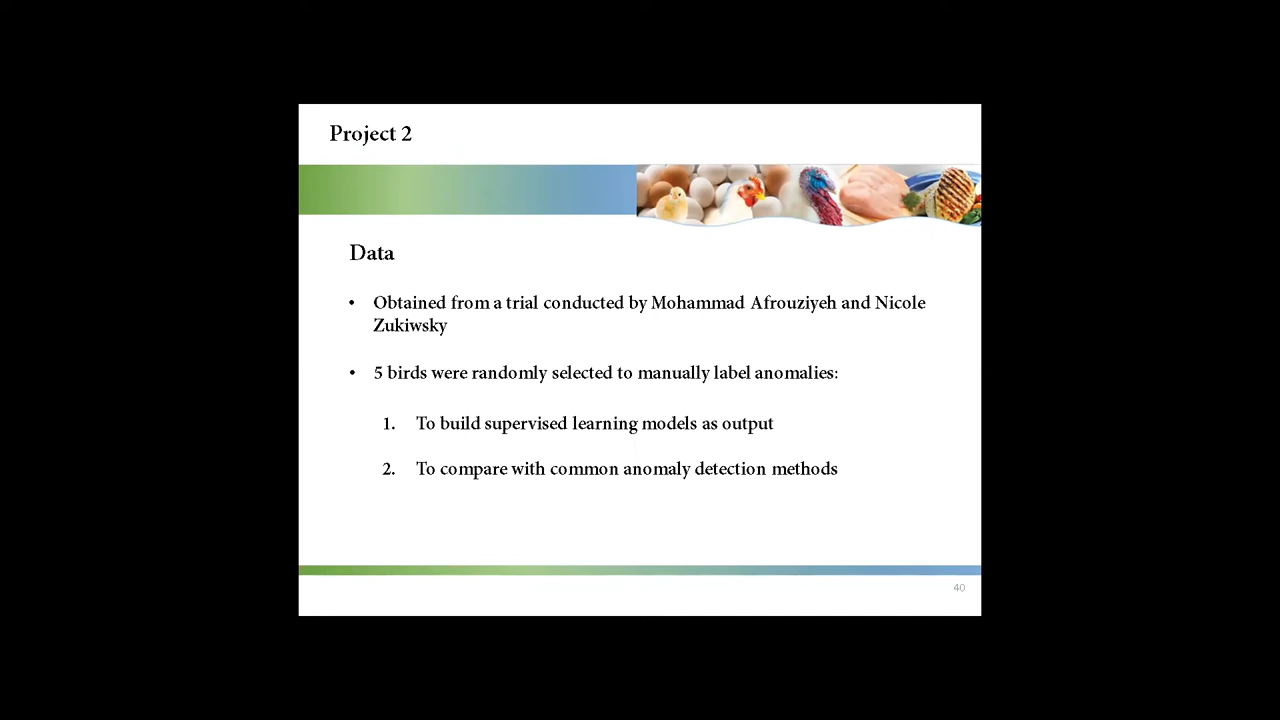 Project 2
Data
• Obtained from a trial conducted by Mohammad Afrouziyeh and Nicole
Zukiwsky
• 5 birds were randomly selected to manually label anomalies:
1. To build supervised learning models as output
2. To compare with common anomaly detection methods
40